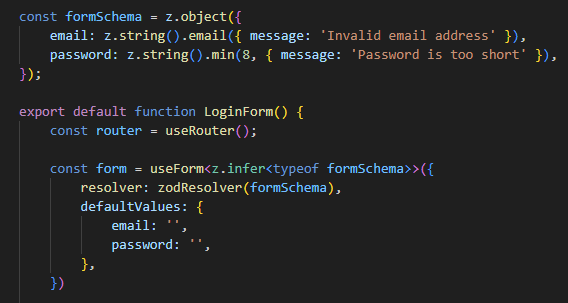 const formSchema = z.object({
    email: z.string().email({ message: 'Invalid email address' }),
    password: z.string().min(8, { message: 'Password is too short' }),
});

export default function LoginForm() {
    const router = useRouter();

    const form = useForm<z.infer<typeof formSchema>>({
        resolver: zodResolver(formSchema),
        defaultValues: {
            email: '',
            password: '',
        },
    })